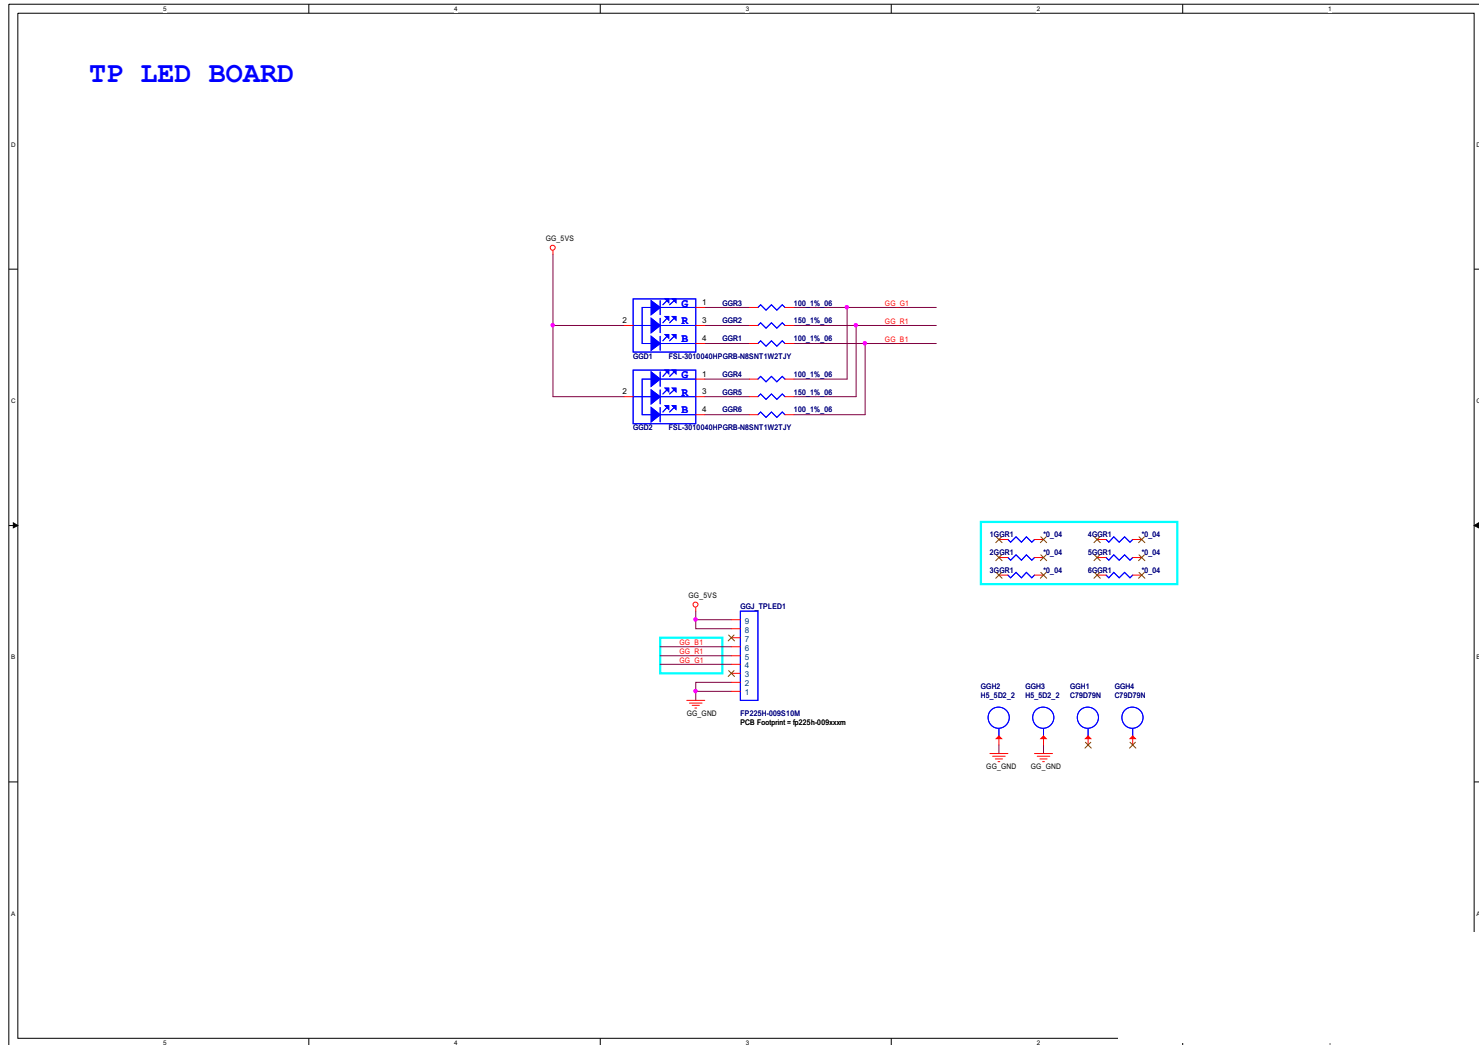 5 4 3 2 1
TP LED BOARD
D D
GG_5VS
G 1 GGR3 100_1%_06 GG_G1
2 R 3 GGR2 150_1%_06 GG_R1
B 4 GGR1 100_1%_06 GG_B1
GGD1 FSL-3010040HPGRB-N8SNT1W2TJY
G 1 GGR4 100_1%_06
2 R 3 GGR5 150_1%_06
B 4 GGR6 100_1%_06
GGD2 FSL-3010040HPGRB-N8SNT1W2TJY
C C
1GGR1 *0_04 4GGR1 *0_04
2GGR1 *0_04 5GGR1 *0_04
3GGR1 *0_04 6GGR1 *0_04
GG_5VS
GGJ_TPLED1
9
8
7
GG_B1 6
GG_R1 5
GG_G1 4
3
2
1
GG_GND
FP225H-009S10M
PCB Footprint = fp225h-009xxxm
B B
GGH2 GGH3 GGH1 GGH4
H5_5D2_2 H5_5D2_2 C79D79N C79D79N
GG_GND GG_GND
A A
5 4 3 2